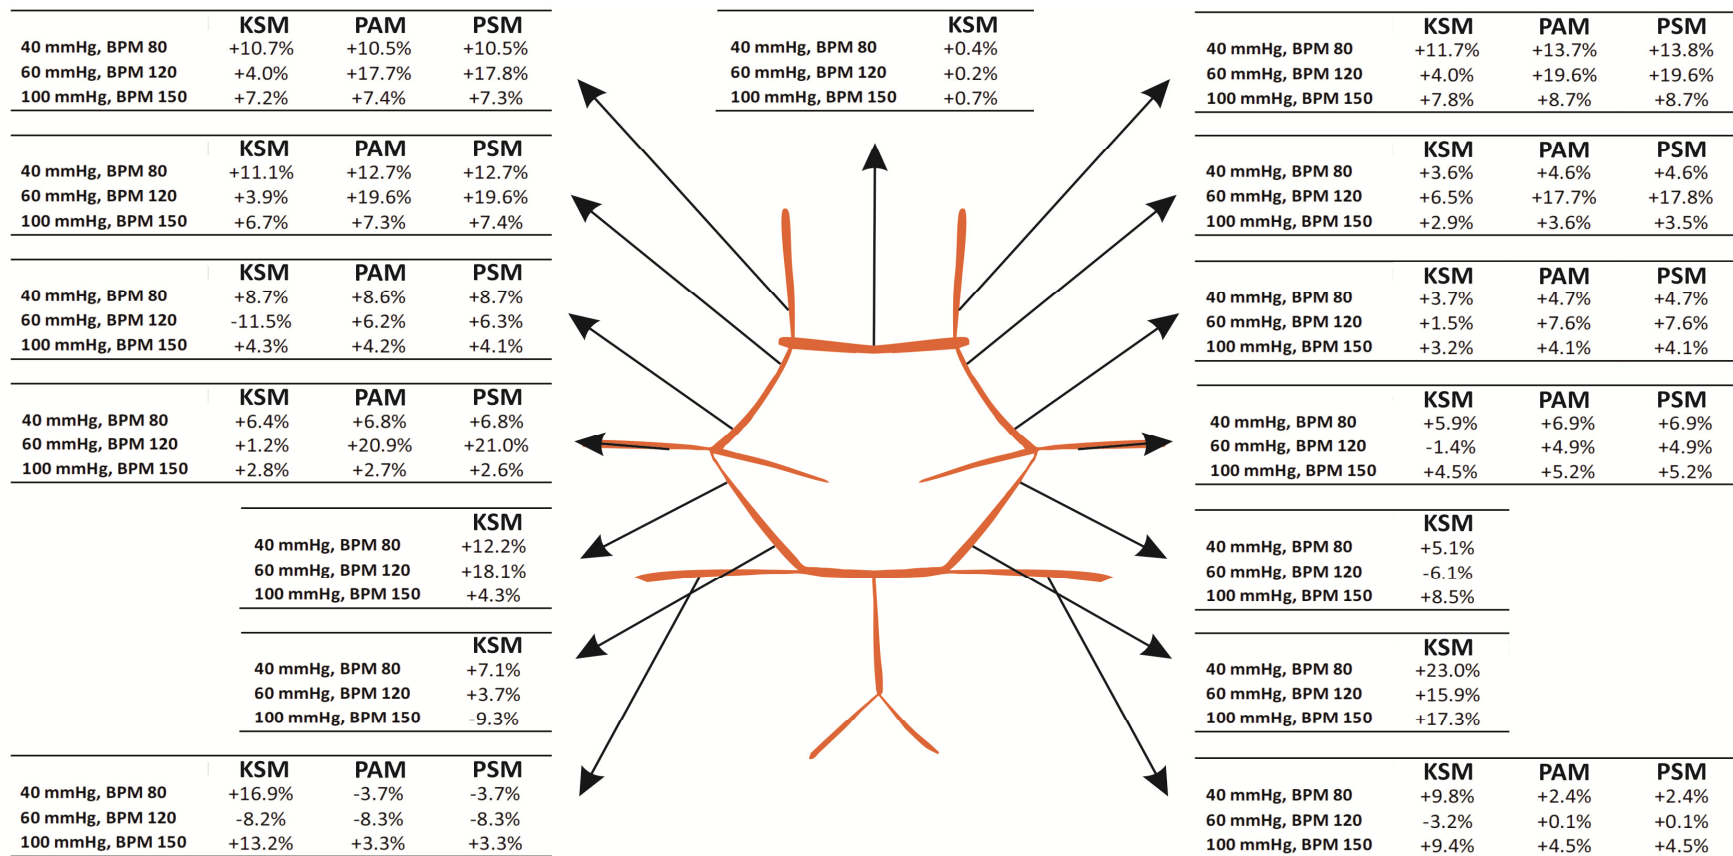 KSM PAM PSM
40 mmHg, BPM 80 +10.7% +10.5% +10.5%
60 mmHg, BPM 120 +4.0% +17.7% +17.8%
100 mmHg, BPM 150 +7.2% +7.4% +7.3%
KSM PAM PSM
40 mmHg, BPM 80 +11.1% +12.7% +12.7%
60 mmHg, BPM 120 +3.9% +19.6% +19.6%
100 mmHg, BPM 150 +6.7% +7.3% +7.4%
KSM PAM PSM
40 mmHg, BPM 80 +8.7% +8.6% +8.7%
60 mmHg, BPM 120 -11.5% +6.2% +6.3%
100 mmHg, BPM 150 +4.3% +4.2% +4.1%
KSM PAM PSM
40 mmHg, BPM 80 +6.4% +6.8% +6.8%
60 mmHg, BPM 120 +1.2% +20.9% +21.0%
100 mmHg, BPM 150 +2.8% +2.7% +2.6%
KSM
40 mmHg, BPM 80 +12.2%
60 mmHg, BPM 120 +18.1%
100 mmHg, BPM 150 +4.3%
KSM
40 mmHg, BPM 80 +7.1%
60 mmHg, BPM 120 +3.7%
100 mmHg, BPM 150 -9.3%
KSM PAM PSM
40 mmHg, BPM 80 +16.9% -3.7% -3.7%
60 mmHg, BPM 120 -8.2% -8.3% -8.3%
100 mmHg, BPM 150 +13.2% +3.3% +3.3%
KSM
40 mmHg, BPM 80 +0.4%
60 mmHg, BPM 120 +0.2%
100 mmHg, BPM 150 +0.7%
KSM PAM PSM
40 mmHg, BPM 80 +11.7% +13.7% +13.8%
60 mmHg, BPM 120 +4.0% +19.6% +19.6%
100 mmHg, BPM 150 +7.8% +8.7% +8.7%
KSM PAM PSM
40 mmHg, BPM 80 +3.6% +4.6% +4.6%
60 mmHg, BPM 120 +6.5% +17.7% +17.8%
100 mmHg, BPM 150 +2.9% +3.6% +3.5%
KSM PAM PSM
40 mmHg, BPM 80 +3.7% +4.7% +4.7%
60 mmHg, BPM 120 +1.5% +7.6% +7.6%
100 mmHg, BPM 150 +3.2% +4.1% +4.1%
KSM PAM PSM
40 mmHg, BPM 80 +5.9% +6.9% +6.9%
60 mmHg, BPM 120 -1.4% +4.9% +4.9%
100 mmHg, BPM 150 +4.5% +5.2% +5.2%
KSM
40 mmHg, BPM 80 +5.1%
60 mmHg, BPM 120 -6.1%
100 mmHg, BPM 150 +8.5%
KSM
40 mmHg, BPM 80 +23.0%
60 mmHg, BPM 120 +15.9%
100 mmHg, BPM 150 +17.3%
KSM PAM PSM
40 mmHg, BPM 80 +9.8% +2.4% +2.4%
60 mmHg, BPM 120 -3.2% +0.1% +0.1%
100 mmHg, BPM 150 +9.4% +4.5% +4.5%